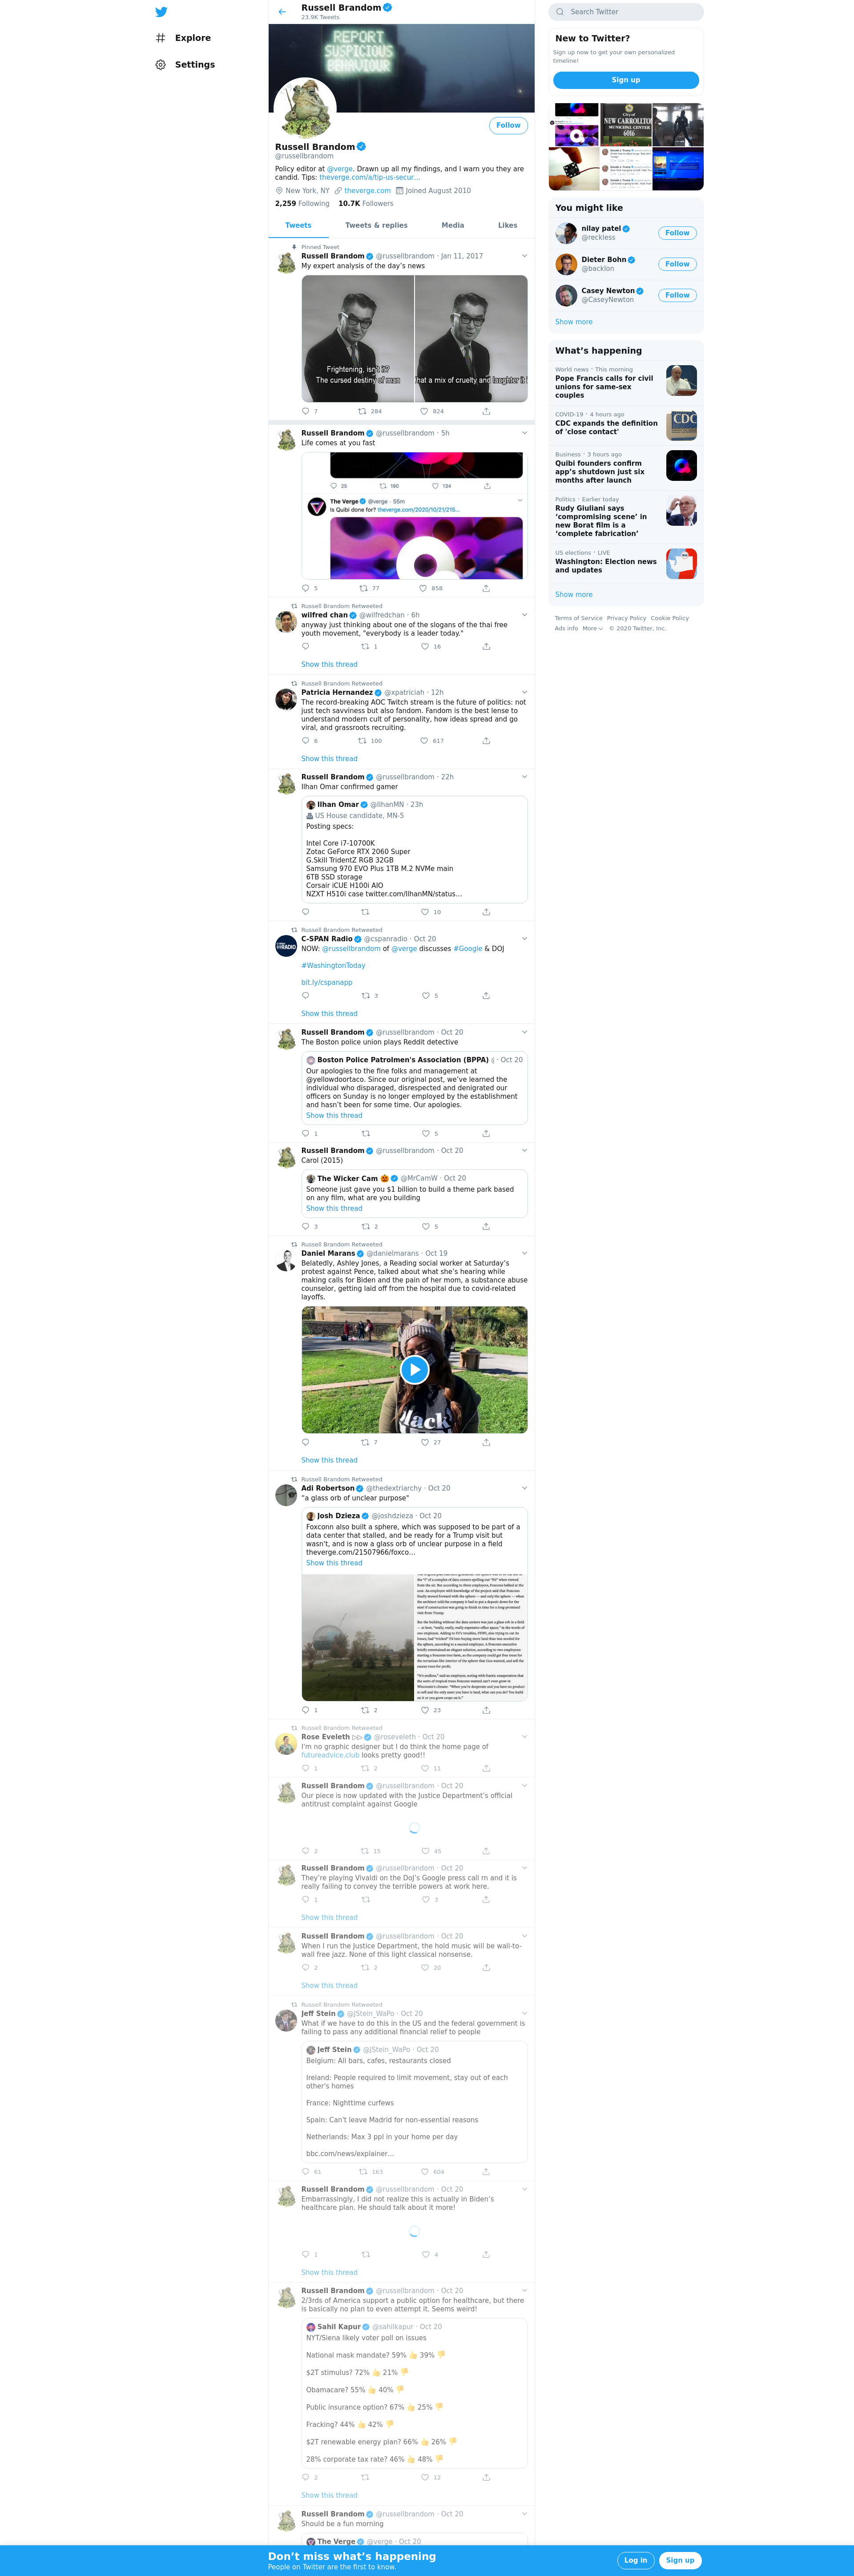 Explore
Settings
Russell Brandom
23.9K Tweets
REPORT
SUSPICIOUS
BEHAVIOUR
Follow
Russell Brandom
@russellbrandom
Policy editor at @verge. Drawn up all my findings, and I warn you they are
candid. Tips: theverge.com/a/tip-us-secur…
New York, NY theverge.com Joined August 2010
2,259 Following 10.7K Followers
Tweets Tweets & replies Media Likes
Pinned Tweet
Russell Brandom @russellbrandom · Jan 11, 2017
My expert analysis of the day's news
Frightening, isn't it?
The cursed destiny of man
that a mix of cruelty and laughter it is
7 284 824
Russell Brandom @russellbrandom · 5h
Life comes at you fast
25 190 134
The Verge @verge · 55m
Is Quibi done for? theverge.com/2020/10/21/215...
5 77 858
Russell Brandom Retweeted
wilfred chan @wilfredchan · 6h
anyway just thinking about one of the slogans of the thai free
youth movement, "everybody is a leader today."
1 16
Show this thread
Russell Brandom Retweeted
Patricia Hernandez @xpatriciah · 12h
The record-breaking AOC Twitch stream is the future of politics: not
just tech savviness but also fandom. Fandom is the best lense to
understand modern cult of personality, how ideas spread and go
viral, and grassroots recruiting.
6 100 617
Show this thread
Russell Brandom @russellbrandom · 22h
Ilhan Omar confirmed gamer
Ilhan Omar @IlhanMN · 23h
US House candidate, MN-5
Posting specs:
Intel Core i7-10700K
Zotac GeForce RTX 2060 Super
G.Skill TridentZ RGB 32GB
Samsung 970 EVO Plus 1TB M.2 NVMe main
6TB SSD storage
Corsair iCUE H100i AIO
NZXT H510i case twitter.com/IlhanMN/status…
10
Russell Brandom Retweeted
C-SPAN Radio @cspanradio · Oct 20
NOW: @russellbrandom of @verge discusses #Google & DOJ
#WashingtonToday
bit.ly/cspanapp
3 5
Show this thread
Russell Brandom @russellbrandom · Oct 20
The Boston police union plays Reddit detective
Boston Police Patrolmen's Association (BPPA) · Oct 20
Our apologies to the fine folks and management at
@yellowdoortaco. Since our original post, we've learned the
individual who disparaged, disrespected and denigrated our
officers on Sunday is no longer employed by the establishment
and hasn't been for some time. Our apologies.
Show this thread
1 5
Russell Brandom @russellbrandom · Oct 20
Carol (2015)
The Wicker Cam 🎃 @MrCamW · Oct 20
Someone just gave you $1 billion to build a theme park based
on any film, what are you building
Show this thread
3 2 5
Russell Brandom Retweeted
Daniel Marans @danielmarans · Oct 19
Belatedly, Ashley Jones, a Reading social worker at Saturday's
protest against Pence, talked about what she's hearing while
making calls for Biden and the pain of her mom, a substance abuse
counselor, getting laid off from the hospital due to covid-related
layoffs.
7 27
Show this thread
Russell Brandom Retweeted
Adi Robertson @thedextriarchy · Oct 20
"a glass orb of unclear purpose"
Josh Dzieza @joshdzieza · Oct 20
Foxconn also built a sphere, which was supposed to be part of a
data center that stalled, and be ready for a Trump visit but
wasn't, and is now a glass orb of unclear purpose in a field
theverge.com/21507966/foxco…
Show this thread
1 2 23
Russell Brandom Retweeted
Rose Eveleth ▷▷ @roseveleth · Oct 20
I'm no graphic designer but I do think the home page of
futureadvice.club looks pretty good!!
1 2 11
Russell Brandom @russellbrandom · Oct 20
Our piece is now updated with the Justice Department's official
antitrust complaint against Google
2 15 45
Russell Brandom @russellbrandom · Oct 20
They're playing Vivaldi on the DoJ's Google press call rn and it is
really failing to convey the terrible powers at work here.
1 3
Show this thread
Russell Brandom @russellbrandom · Oct 20
When I run the Justice Department, the hold music will be wall-to-
wall free jazz. None of this light classical nonsense.
2 2 20
Show this thread
Russell Brandom Retweeted
Jeff Stein @JStein_WaPo · Oct 20
What if we have to do this in the US and the federal government is
failing to pass any additional financial relief to people
Jeff Stein @JStein_WaPo · Oct 20
Belgium: All bars, cafes, restaurants closed
Ireland: People required to limit movement, stay out of each
other's homes
France: Nighttime curfews
Spain: Can't leave Madrid for non-essential reasons
Netherlands: Max 3 ppl in your home per day
bbc.com/news/explainer…
61 163 604
Russell Brandom @russellbrandom · Oct 20
Embarrassingly, I did not realize this is actually in Biden's
healthcare plan. He should talk about it more!
1 4
Show this thread
Russell Brandom @russellbrandom · Oct 20
2/3rds of America support a public option for healthcare, but there
is basically no plan to even attempt it. Seems weird!
Sahil Kapur @sahilkapur · Oct 20
NYT/Siena likely voter poll on issues
National mask mandate? 59% 👍 39% 👎
$2T stimulus? 72% 👍 21% 👎
Obamacare? 55% 👍 40% 👎
Public insurance option? 67% 👍 25% 👎
Fracking? 44% 👍 42% 👎
$2T renewable energy plan? 66% 👍 26% 👎
28% corporate tax rate? 46% 👍 48% 👎
2 12
Show this thread
Russell Brandom @russellbrandom · Oct 20
Should be a fun morning
The Verge @verge · Oct 20
Search Twitter
New to Twitter?
Sign up now to get your own personalized
timeline!
Sign up
City of
NEW CARROLLTON
MUNICIPAL CENTER
6016
You might like
nilay patel
@reckless
Follow
Dieter Bohn
@backlon
Follow
Casey Newton
@CaseyNewton
Follow
Show more
What's happening
World news · This morning
Pope Francis calls for civil
unions for same-sex
couples
COVID-19 · 4 hours ago
CDC expands the definition
of 'close contact'
CDC
Business · 3 hours ago
Quibi founders confirm
app's shutdown just six
months after launch
Politics · Earlier today
Rudy Giuliani says
'compromising scene' in
new Borat film is a
'complete fabrication'
US elections · LIVE
Washington: Election news
and updates
Show more
Terms of Service Privacy Policy Cookie Policy
Ads info More © 2020 Twitter, Inc.
Don't miss what's happening
People on Twitter are the first to know.
Log in Sign up